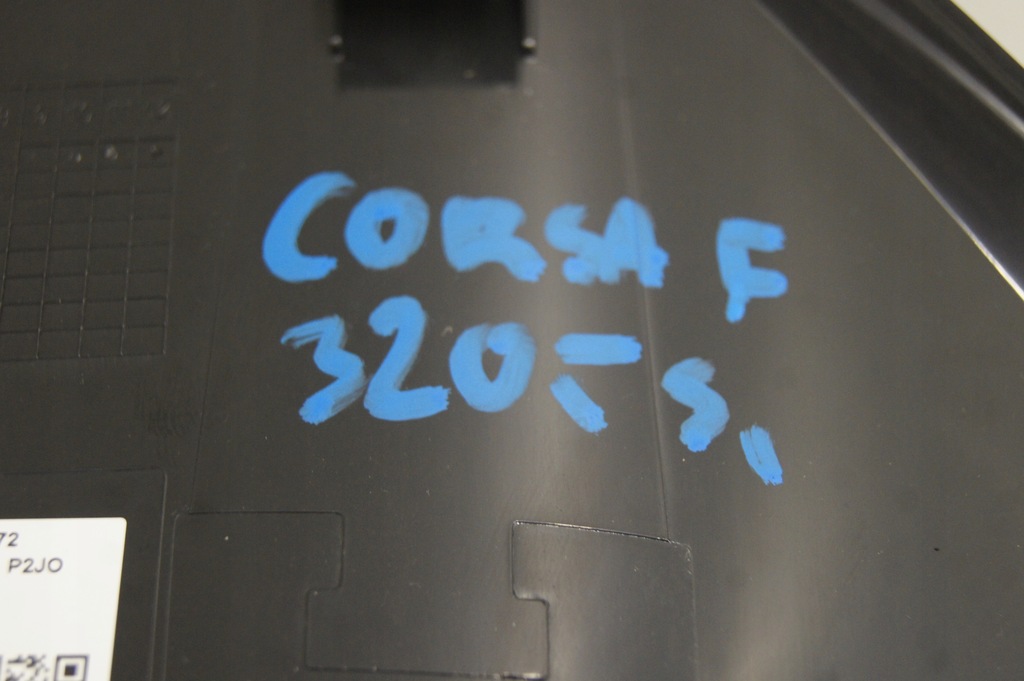 CORSA F
320,- S,
72
P2JO